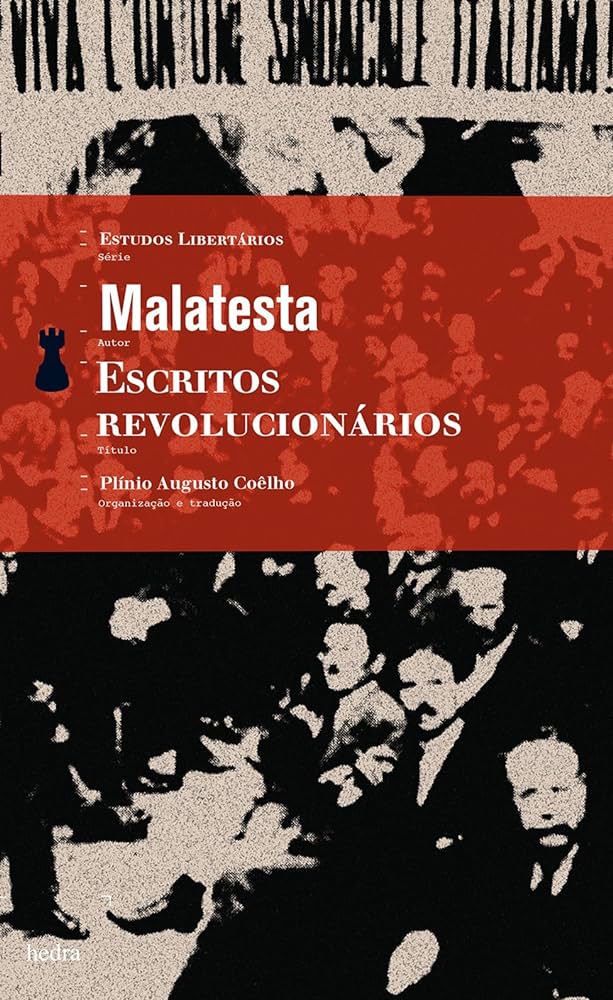 VIVA L'UNIONE SINDACALE ITALIANA!
Estudos Libertários
Série
Malatesta
Autor
Escritos
revolucionários
Título
Plínio Augusto Coêlho
Organização e tradução
hedra